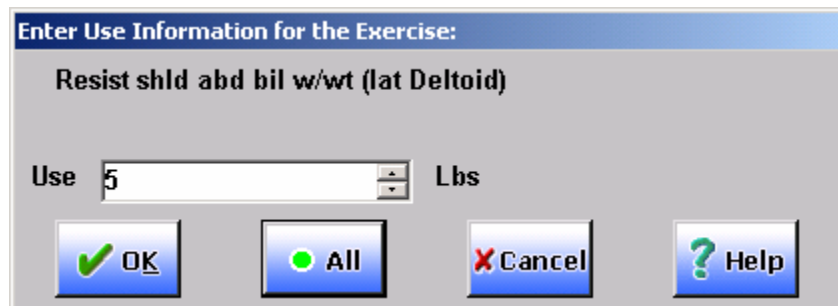 Enter Use Information for the Exercise:
Resist shld abd bil w/wt (lat Deltoid)
Use 5 Lbs
OK All Cancel Help